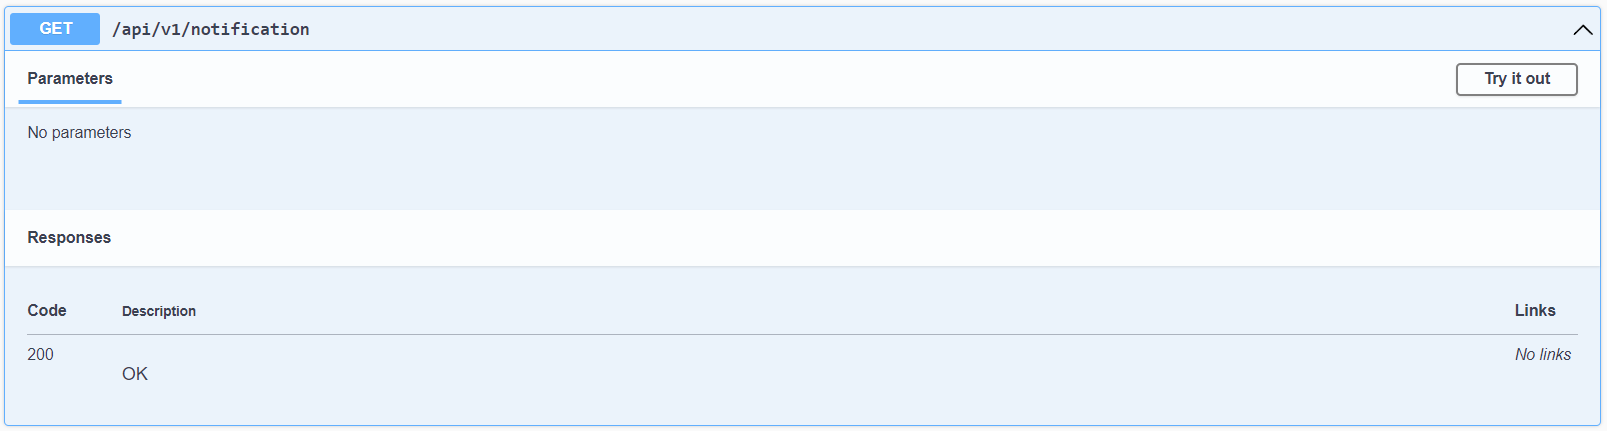 GET /api/v1/notification
Parameters Try it out
No parameters
Responses
Code Description Links
200 No links
OK